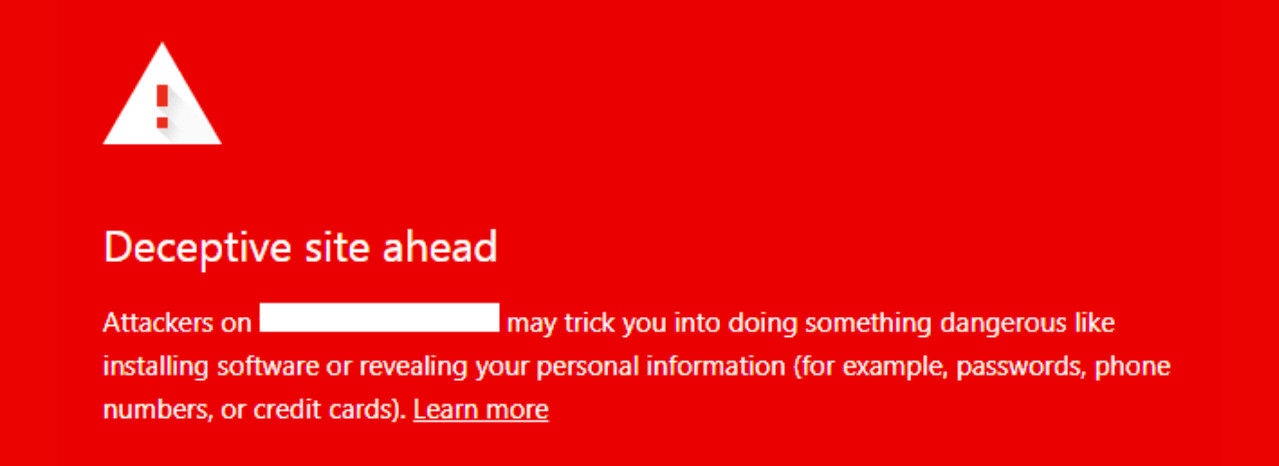 Deceptive site ahead
Attackers on may trick you into doing something dangerous like
installing software or revealing your personal information (for example, passwords, phone
numbers, or credit cards). Learn more